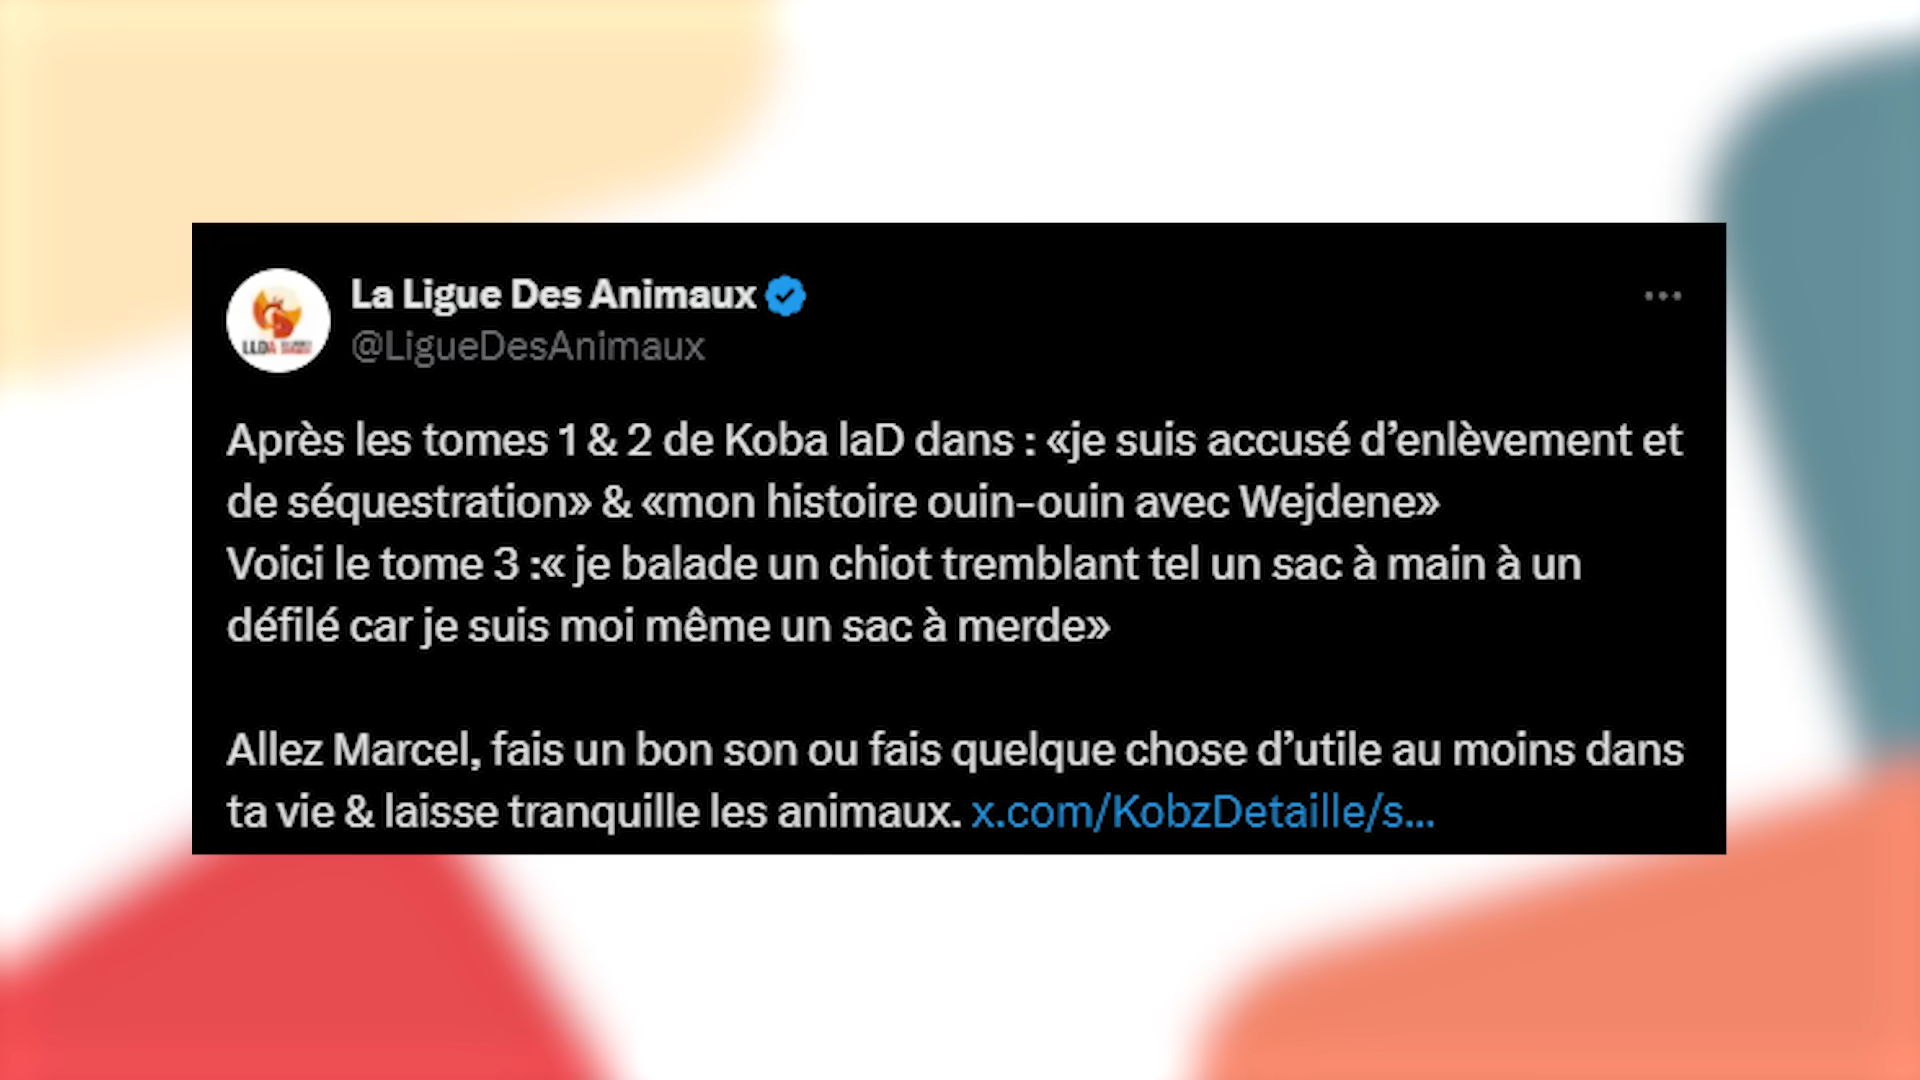 La Ligue Des Animaux
@LigueDesAnimaux
LLDA
Après les tomes 1 & 2 de Koba laD dans : «je suis accusé d’enlèvement et
de séquestration» & «mon histoire ouin-ouin avec Wejdene»
Voici le tome 3 :« je balade un chiot tremblant tel un sac à main à un
défilé car je suis moi même un sac à merde»
Allez Marcel, fais un bon son ou fais quelque chose d’utile au moins dans
ta vie & laisse tranquille les animaux. x.com/KobzDetaille/s...